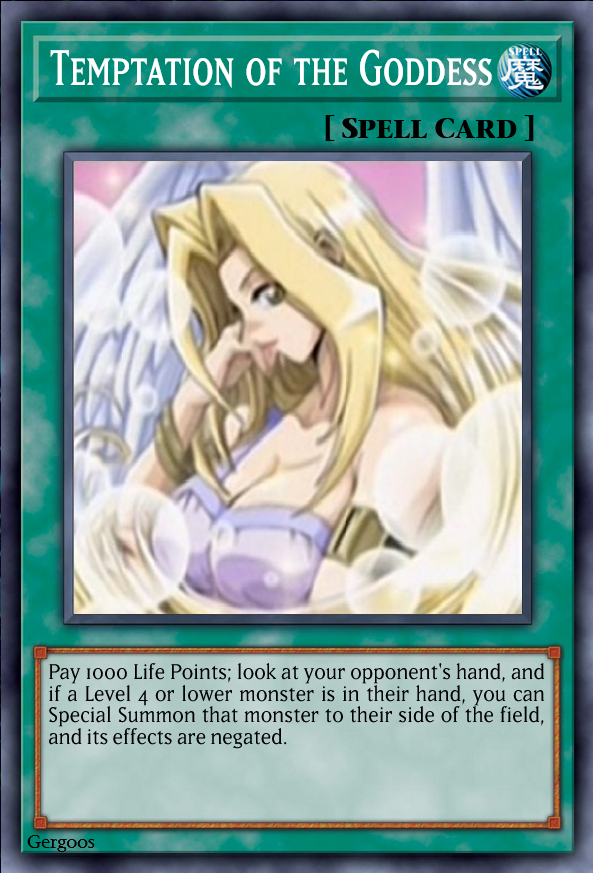 TEMPTATION OF THE GODDESS
SPELL
魔
[ SPELL CARD ]
Pay 1000 Life Points; look at your opponent's hand, and
if a Level 4 or lower monster is in their hand, you can
Special Summon that monster to their side of the field,
and its effects are negated.
Gergoos